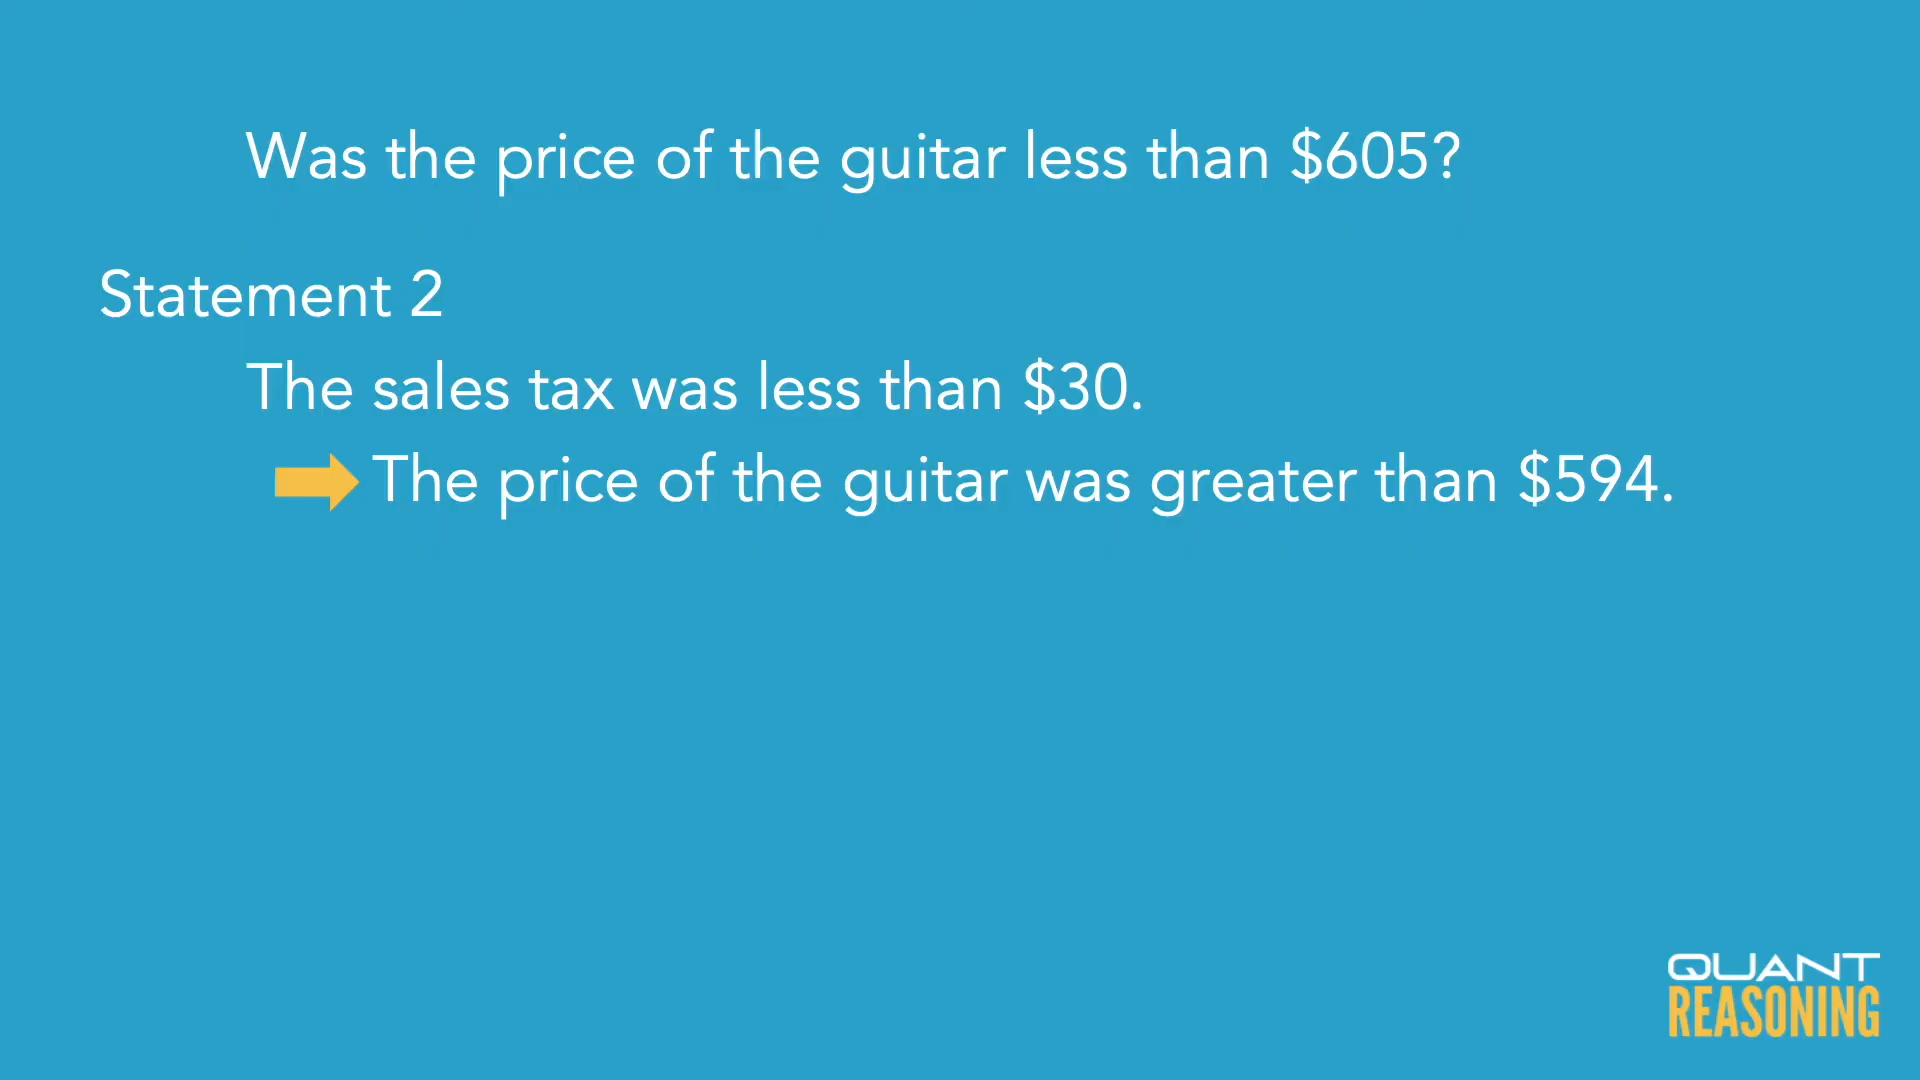 Was the price of the guitar less than $605?
Statement 2
The sales tax was less than $30.
The price of the guitar was greater than $594.
QUANT
REASONING